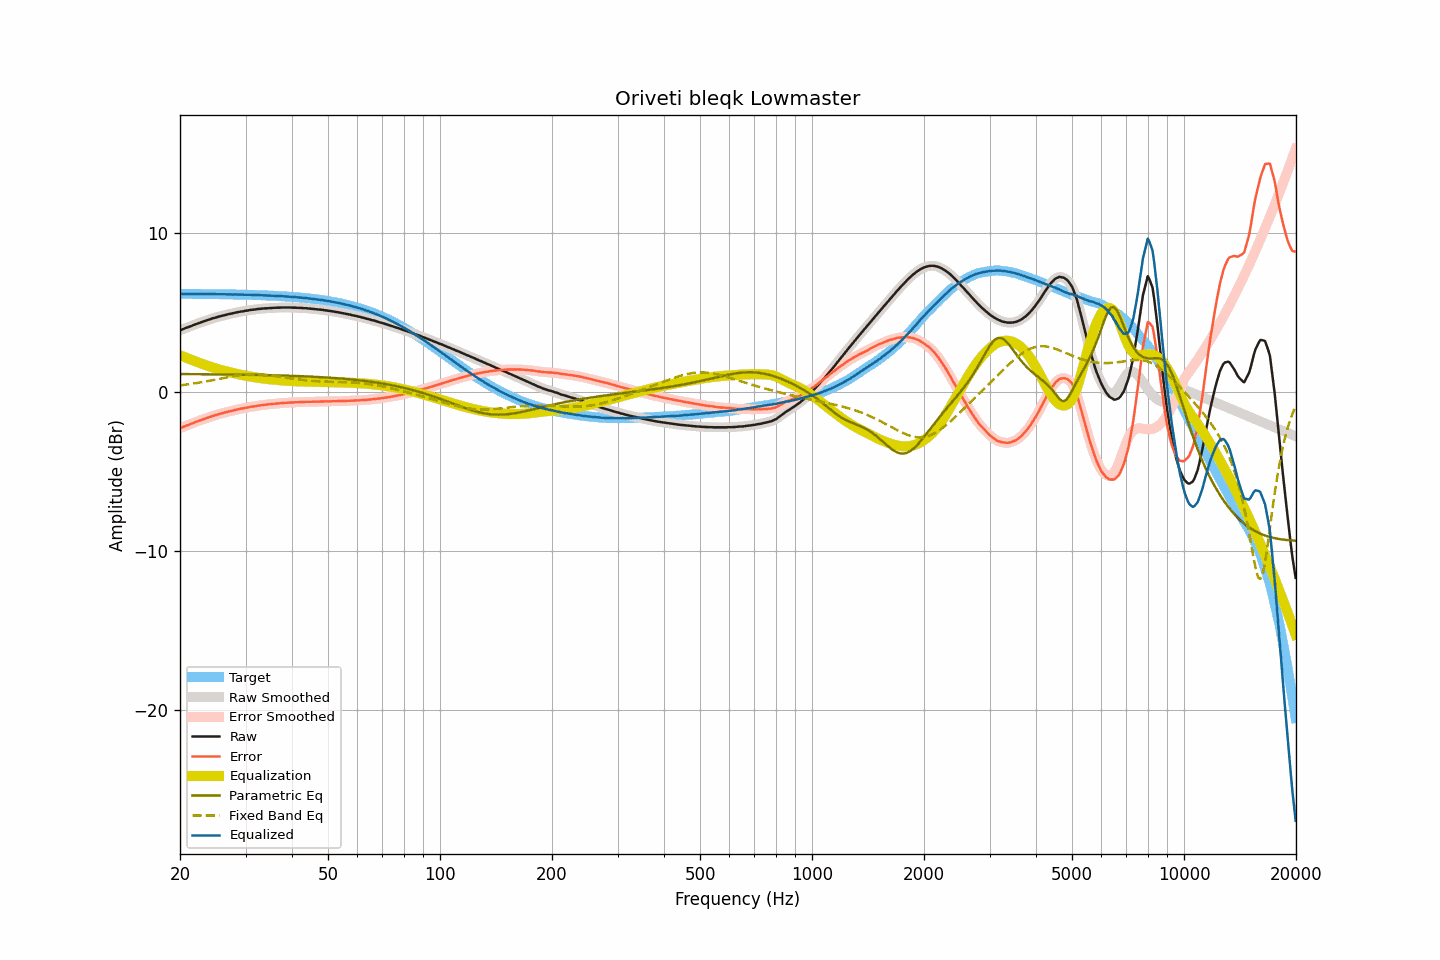 Oriveti bleqk Lowmaster
Amplitude (dBr)
10
0
−10
−20
Target
Raw Smoothed
Error Smoothed
Raw
Error
Equalization
Parametric Eq
Fixed Band Eq
Equalized
20 50 100 200 500 1000 2000 5000 10000 20000
Frequency (Hz)